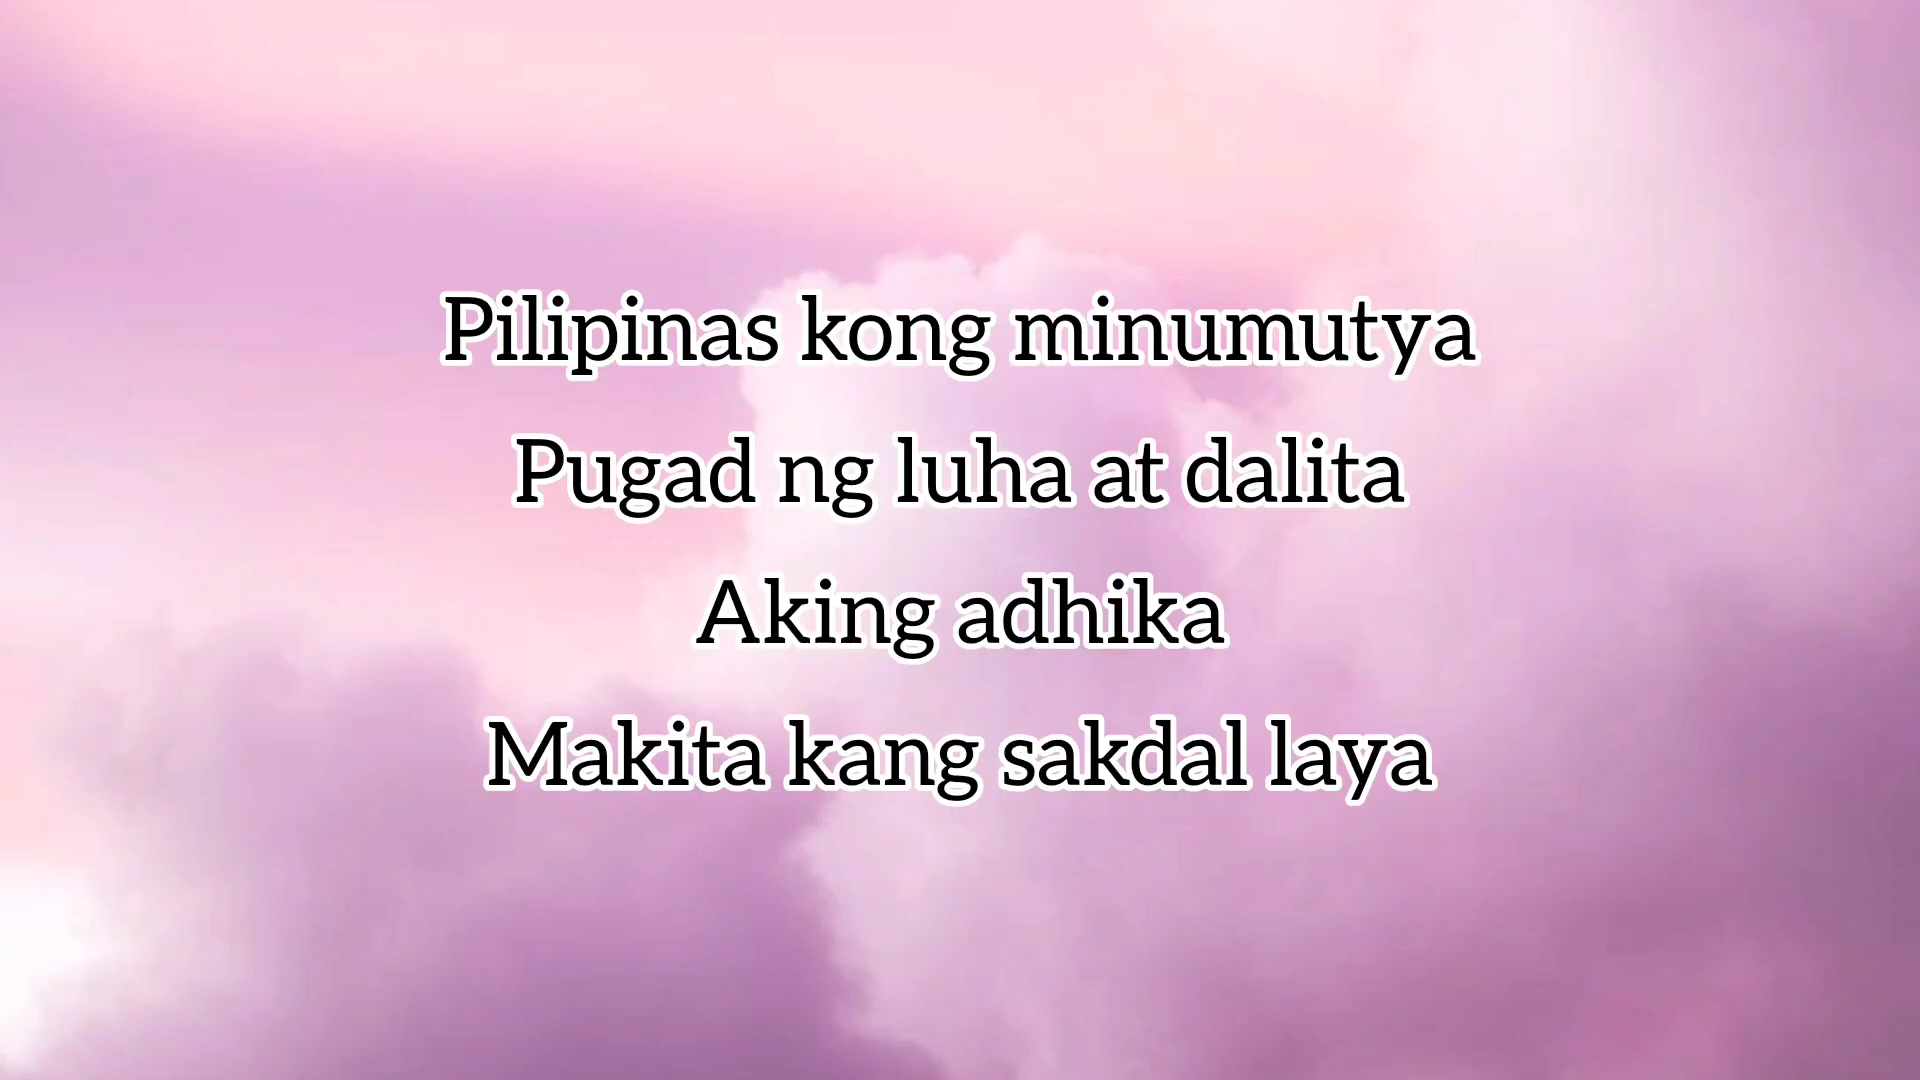 Pilipinas kong minumutya
Pugad ng luha at dalita
Aking adhika
Makita kang sakdal laya